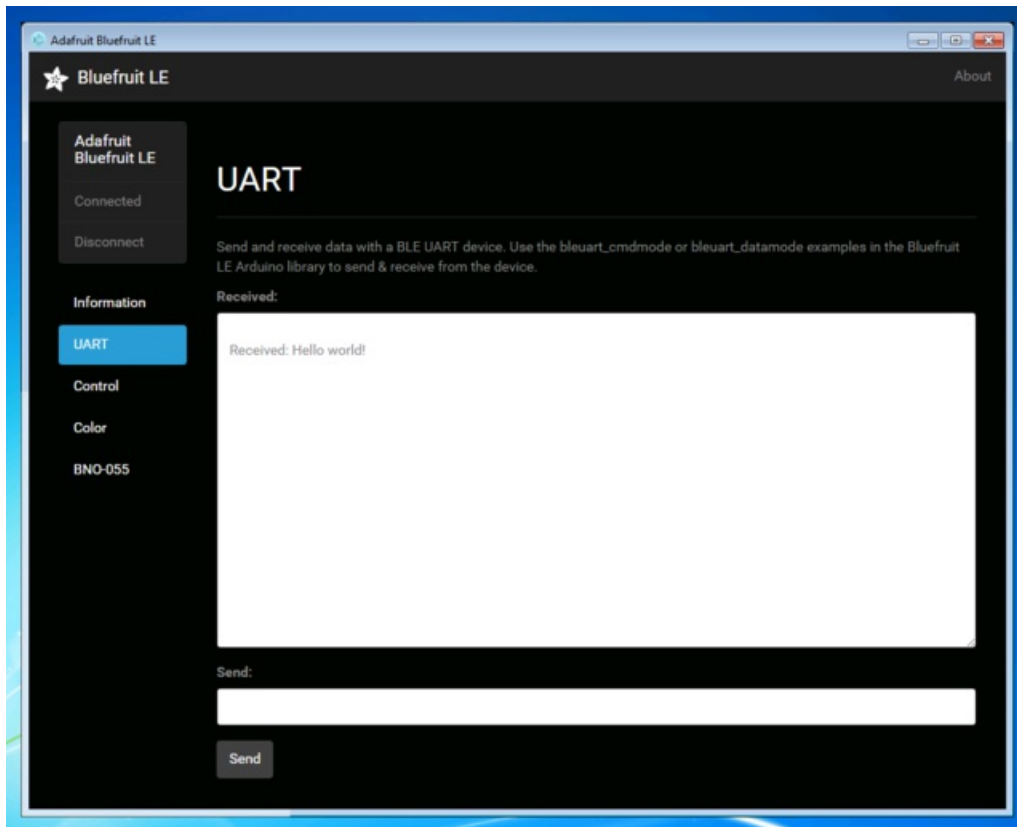 Adafruit Bluefruit LE
Bluefruit LE
About
Adafruit
Bluefruit LE
Connected
Disconnect
Information
UART
Control
Color
BNO-055
UART
Send and receive data with a BLE UART device. Use the bleuart_cmdmode or bleuart_datamode examples in the Bluefruit
LE Arduino library to send & receive from the device.
Received:
Received: Hello world!
Send:
Send